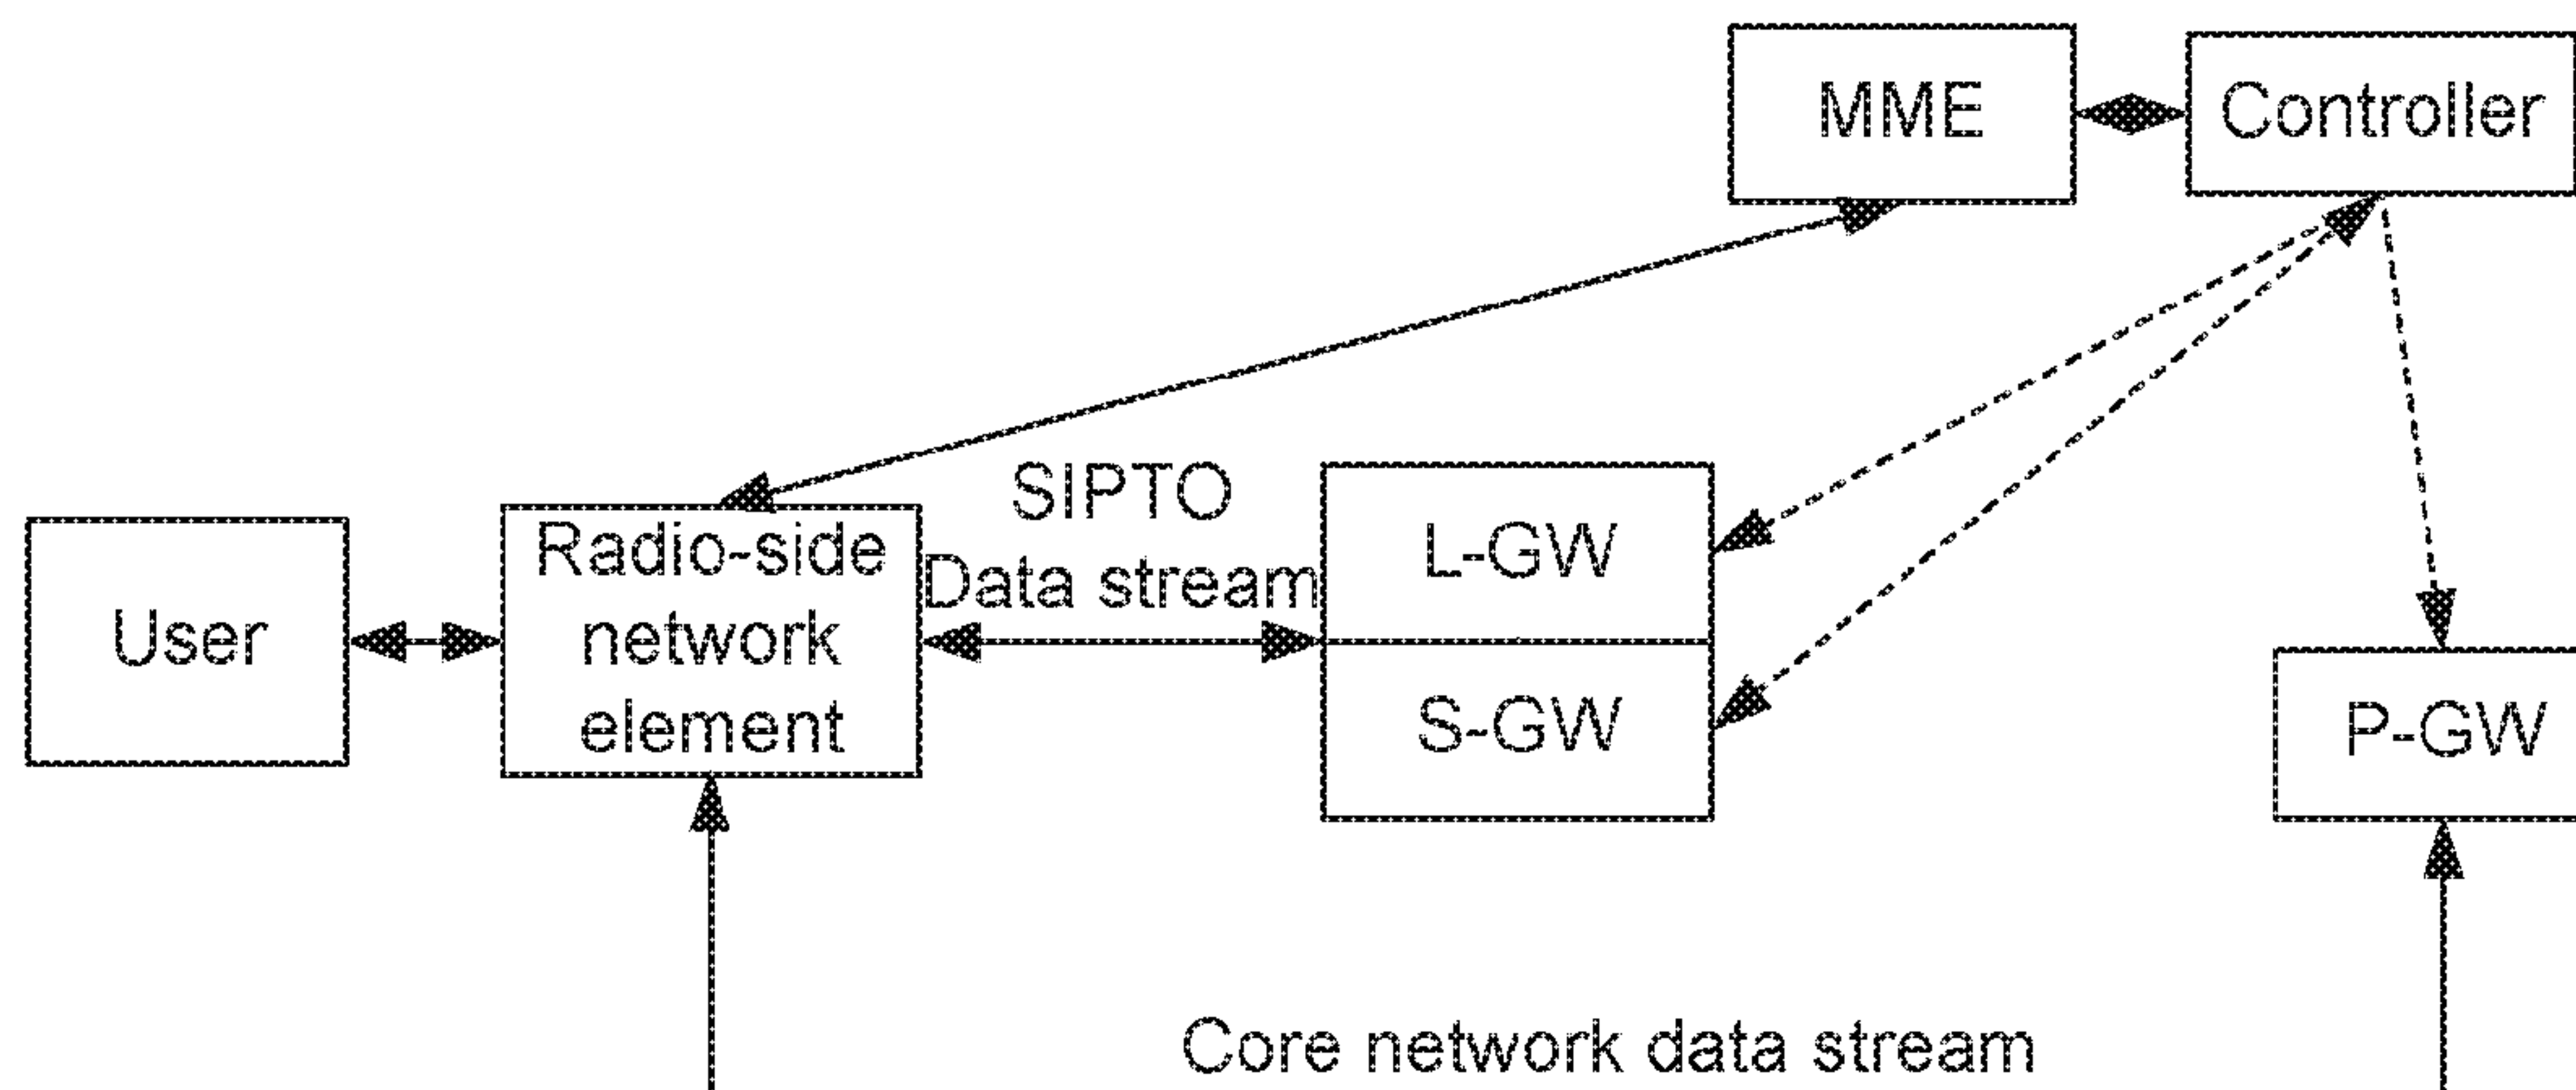 MME
Controller
SIPTO
Data stream
User
Radio-side
network
element
L-GW
S-GW
P-GW
Core network data stream